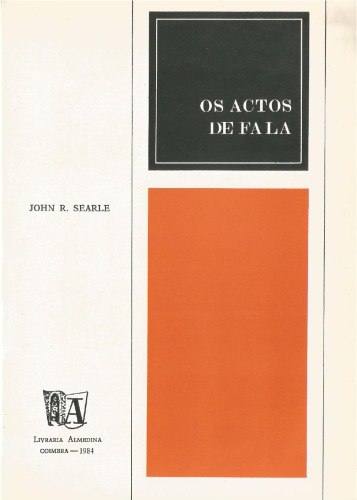 OS ACTOS
DE FALA
JOHN R. SEARLE
A
LIVRARIA ALMEDINA
COIMBRA — 1984